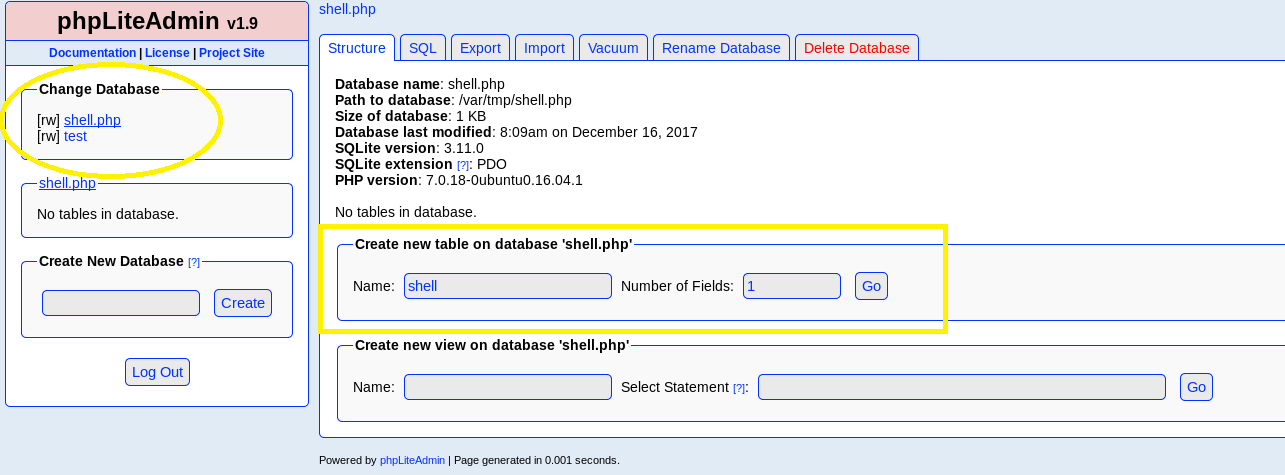 phpLiteAdmin v1.9
Documentation | License | Project Site
Change Database
[rw] shell.php
[rw] test
shell.php
No tables in database.
Create New Database [?]
Create
Log Out
shell.php
Structure SQL Export Import Vacuum Rename Database Delete Database
Database name: shell.php
Path to database: /var/tmp/shell.php
Size of database: 1 KB
Database last modified: 8:09am on December 16, 2017
SQLite version: 3.11.0
SQLite extension [?]: PDO
PHP version: 7.0.18-0ubuntu0.16.04.1
No tables in database.
Create new table on database 'shell.php'
Name: shell Number of Fields: 1 Go
Create new view on database 'shell.php'
Name: Select Statement [?]: Go
Powered by phpLiteAdmin | Page generated in 0.001 seconds.